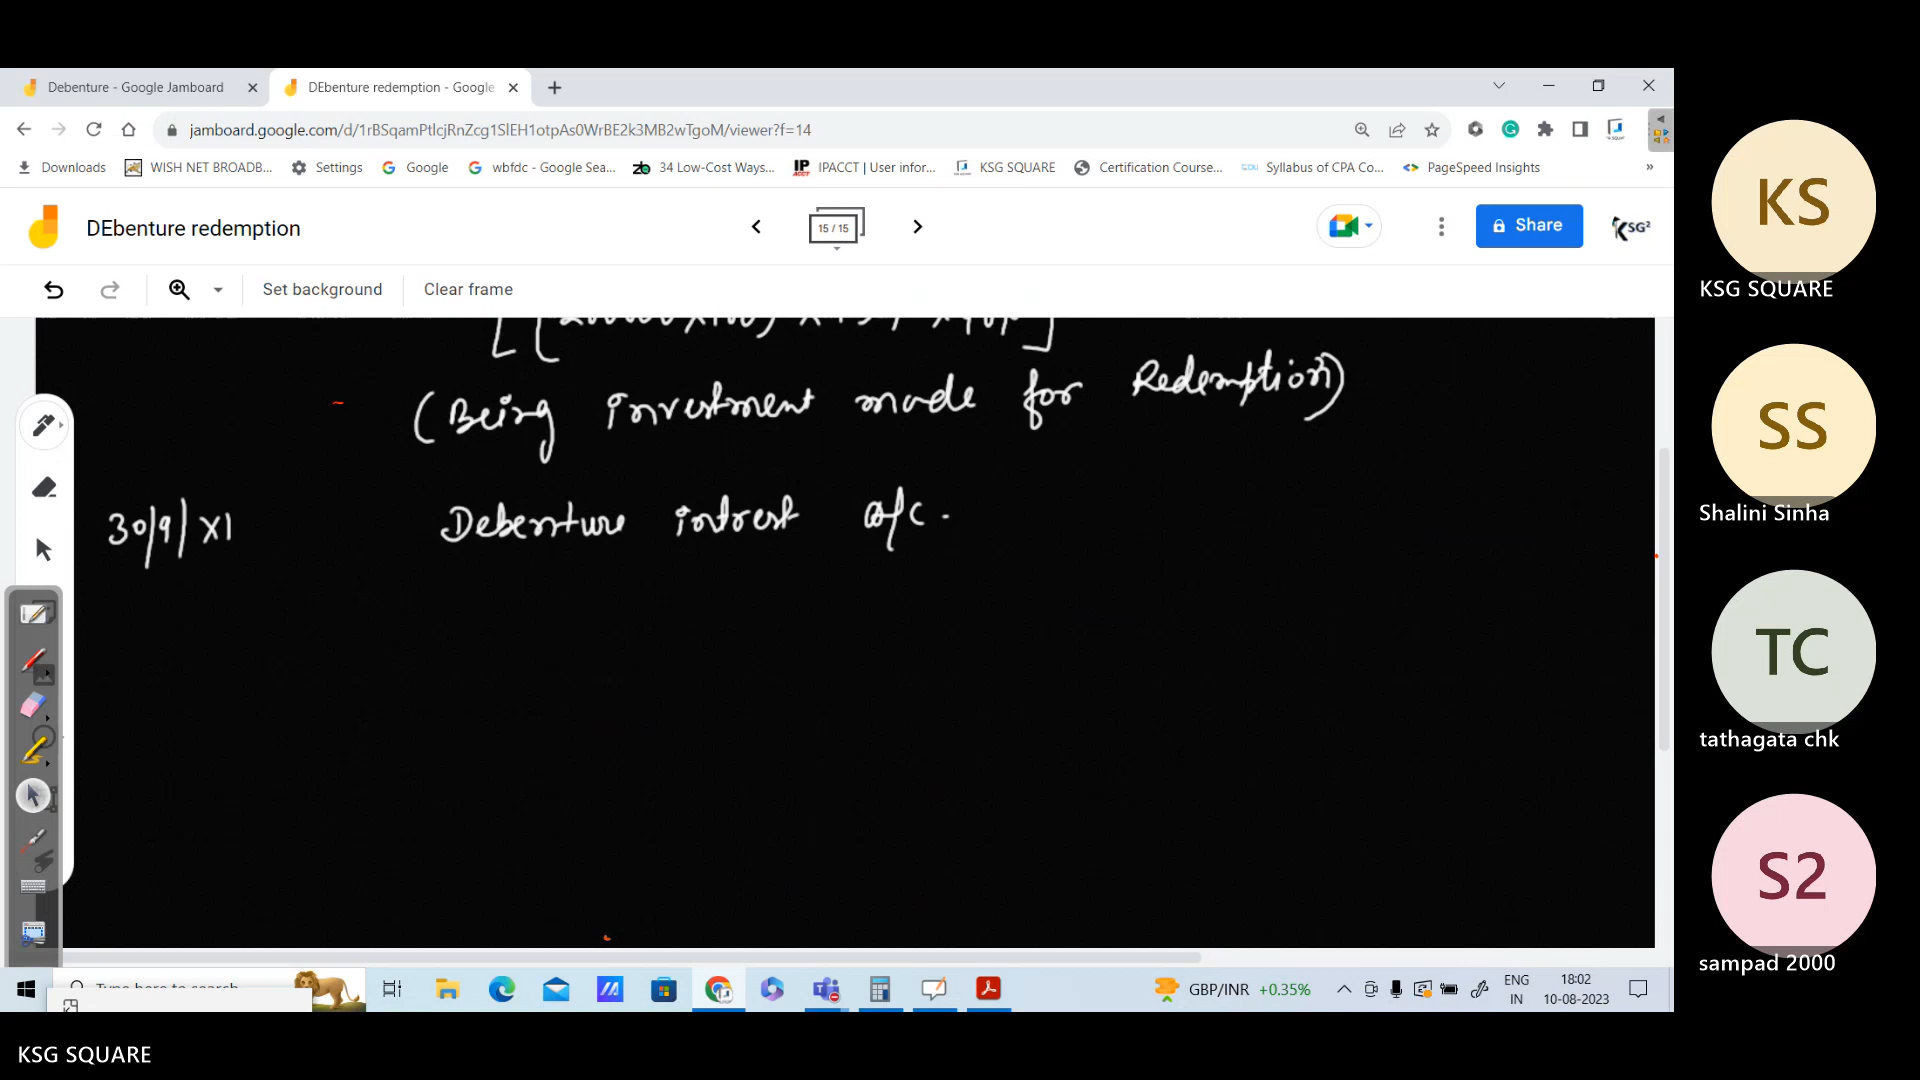 Debenture - Google Jamboard
DEbenture redemption - Google
jamboard.google.com/d/1rBSqamPtlcjRnZcg1SlEH1otpAs0WrBE2k3MB2wTgoM/viewer?f=14
Downloads WISH NET BROADB... Settings Google wbfdc - Google Sea... 34 Low-Cost Ways... IPACCT | User infor... KSG SQUARE Certification Course... Syllabus of CPA Co... PageSpeed Insights »
DEbenture redemption
15 / 15
Share
KSG²
Set background Clear frame
(Being investment made for Redemption)
30/9/X1 Debenture intrest a/c.
KS
KSG SQUARE
SS
Shalini Sinha
TC
tathagata chk
S2
sampad 2000
GBP/INR +0.35%
ENG
IN
18:02
10-08-2023
KSG SQUARE